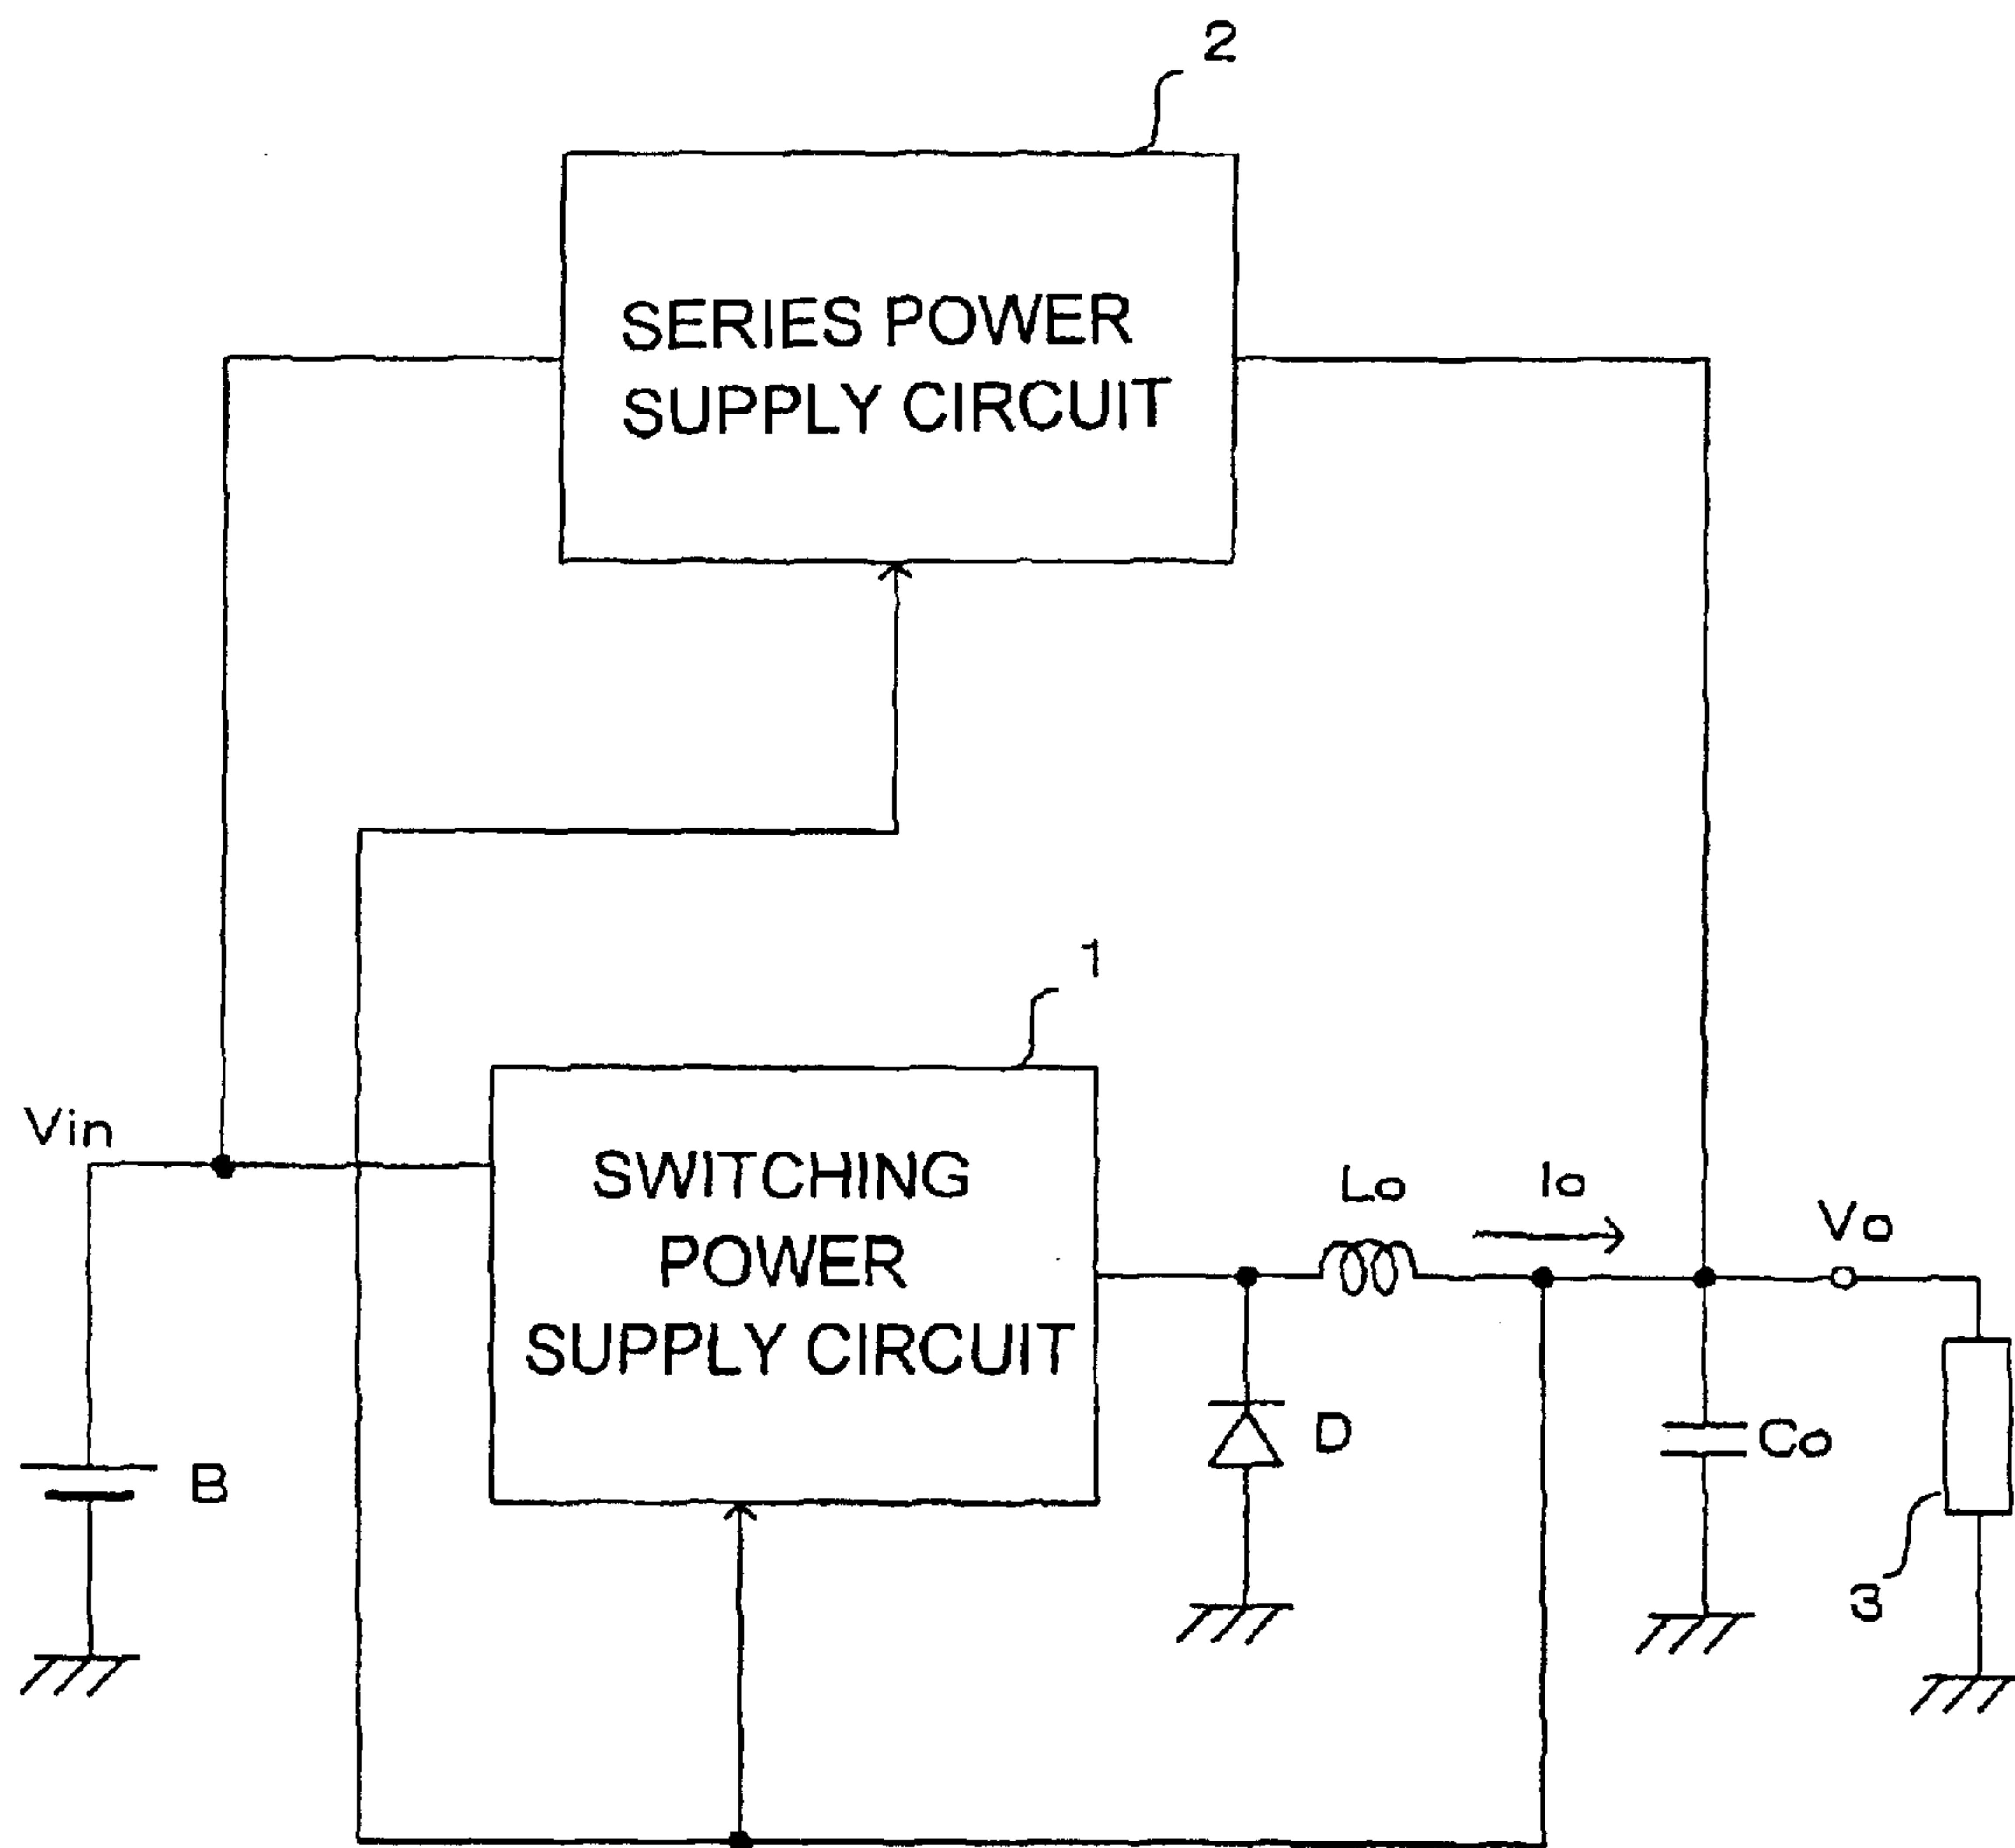 2
SERIES POWER
SUPPLY CIRCUIT
1
Vin
SWITCHING
POWER
SUPPLY CIRCUIT
Lo
Io
Vo
B
D
Co
3